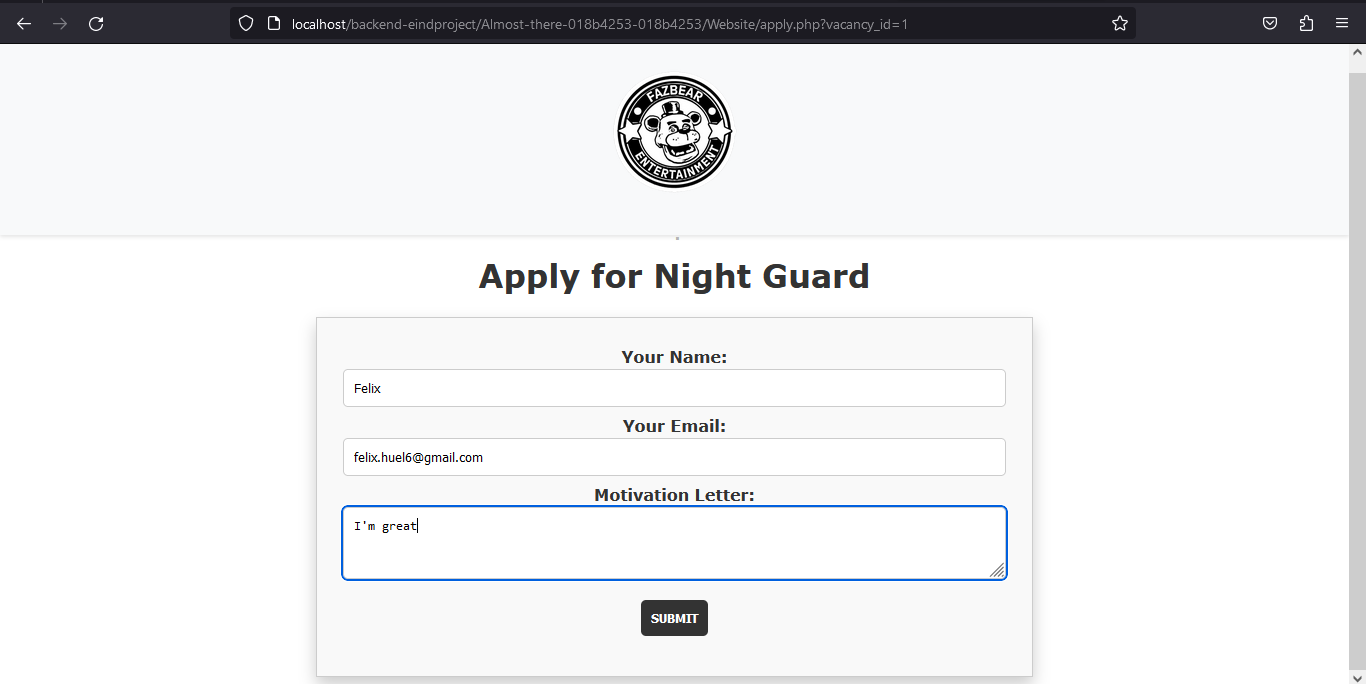 localhost/backend-eindproject/Almost-there-018b4253-018b4253/Website/apply.php?vacancy_id=1
FAZBEAR
ENTERTAINMENT
Apply for Night Guard
Your Name:
Felix
Your Email:
felix.huel6@gmail.com
Motivation Letter:
I'm great
SUBMIT